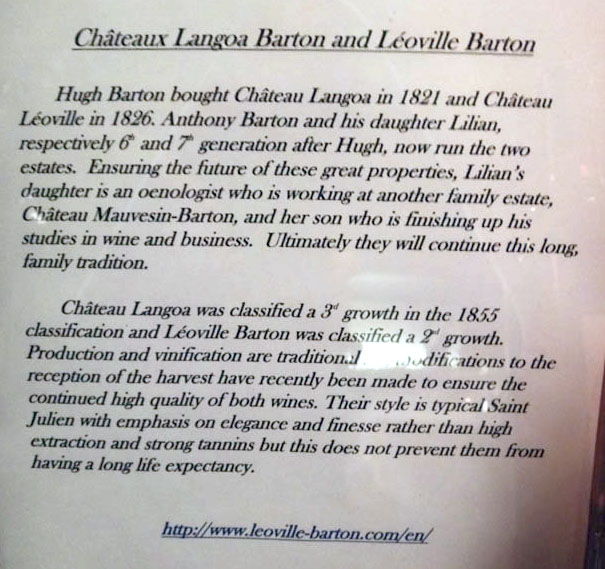 Châteaux Langoa Barton and Léoville Barton
Hugh Barton bought Château Langoa in 1821 and Château
Léoville in 1826. Anthony Barton and his daughter Lilian,
respectively 6th and 7th generation after Hugh, now run the two
estates. Ensuring the future of these great properties, Lilian's
daughter is an oenologist who is working at another family estate,
Château Mauvesin-Barton, and her son who is finishing up his
studies in wine and business. Ultimately they will continue this long,
family tradition.
Château Langoa was classified a 3rd growth in the 1855
classification and Léoville Barton was classified a 2nd growth.
Production and vinification are traditional to the
reception of the harvest have recently been made to ensure the
continued high quality of both wines. Their style is typical Saint
Julien with emphasis on elegance and finesse rather than high
extraction and strong tannins but this does not prevent them from
having a long life expectancy.
http://www.leoville-barton.com/en/